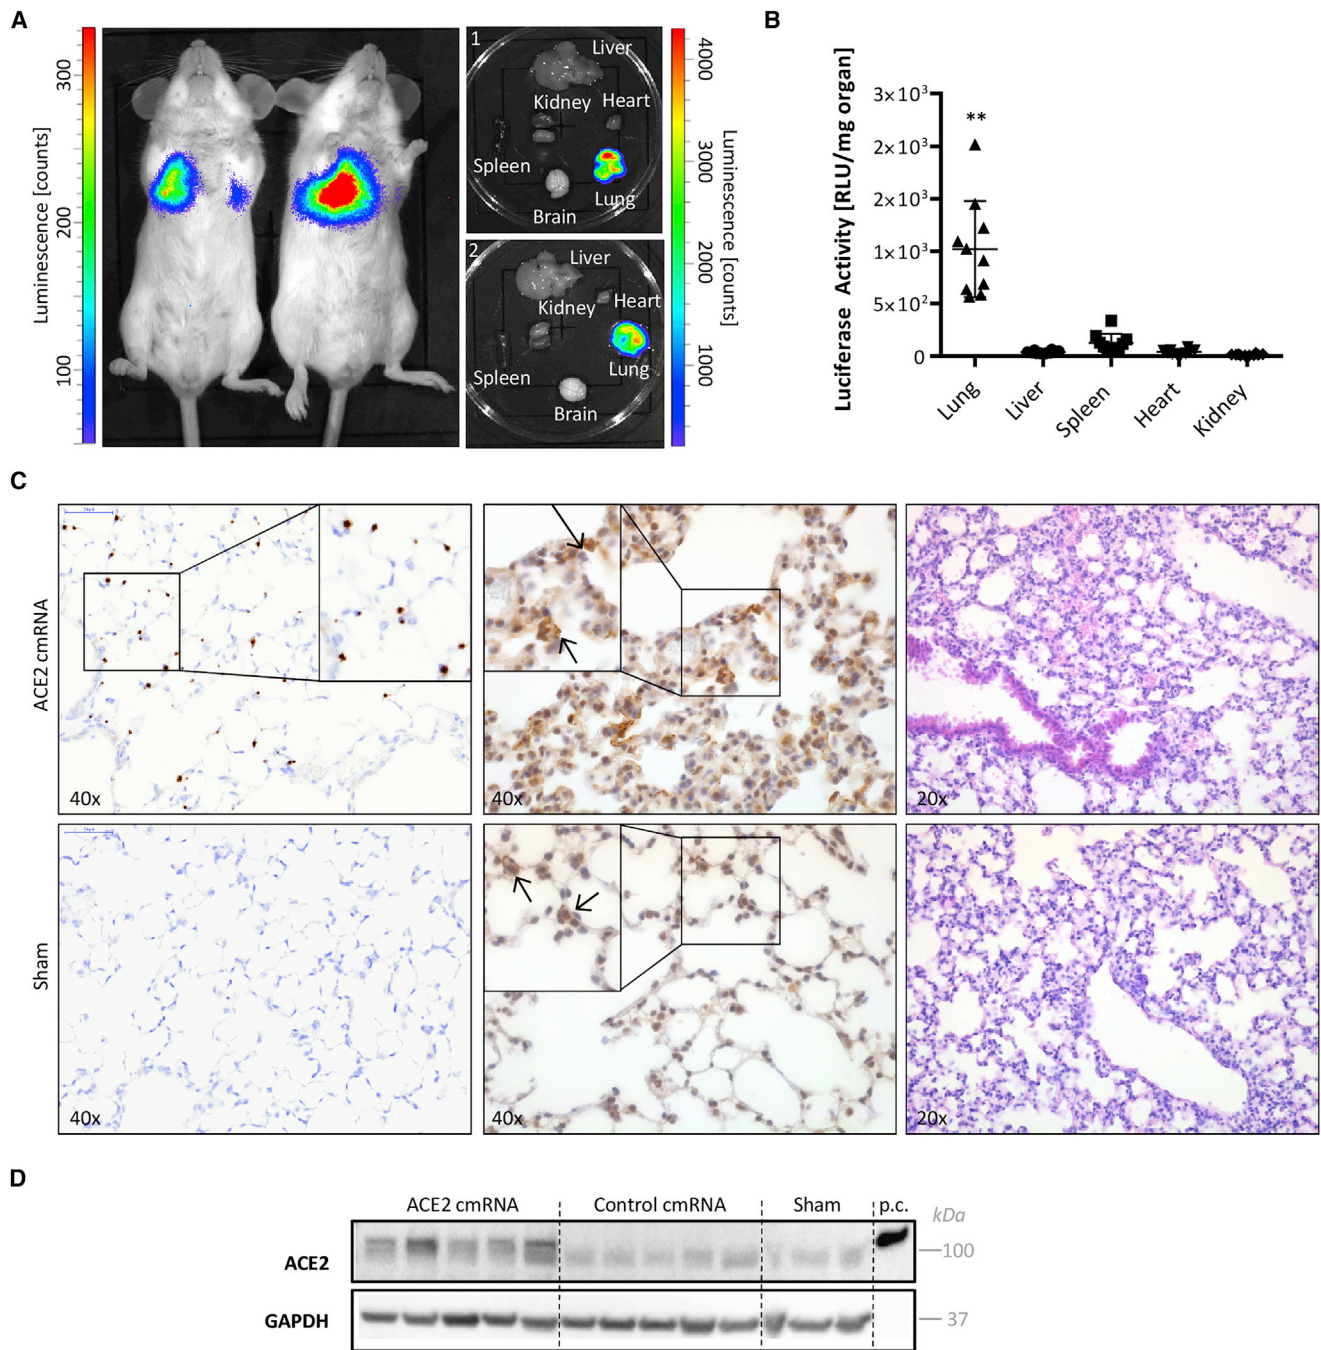 A
Luminescence [counts]
300
200
100
1
Liver
Kidney
Heart
Spleen
Lung
Brain
2
Liver
Kidney
Heart
Spleen
Lung
Brain
4000
3000
2000
1000
Luminescence [counts]
B
Luciferase Activity [RLU/mg organ]
3×10³
2×10³
2×10³
1×10³
5×10²
0
**
Lung
Liver
Spleen
Heart
Kidney
C
ACE2 cmRNA
40x
40x
20x
Sham
40x
40x
20x
D
ACE2 cmRNA
Control cmRNA
Sham
p.c.
kDa
ACE2
100
GAPDH
37